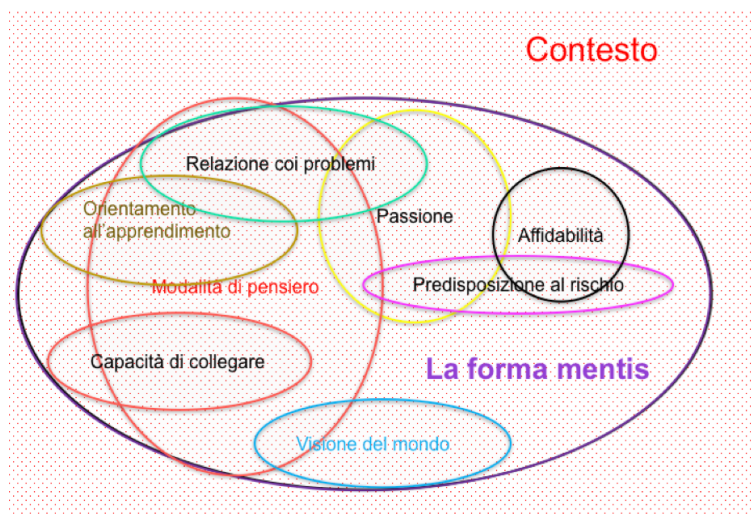 Contesto
Relazione coi problemi
Orientamento
all'apprendimento
Passione
Affidabilità
Modalità di pensiero
Predisposizione al rischio
Capacità di collegare
La forma mentis
Visione del mondo